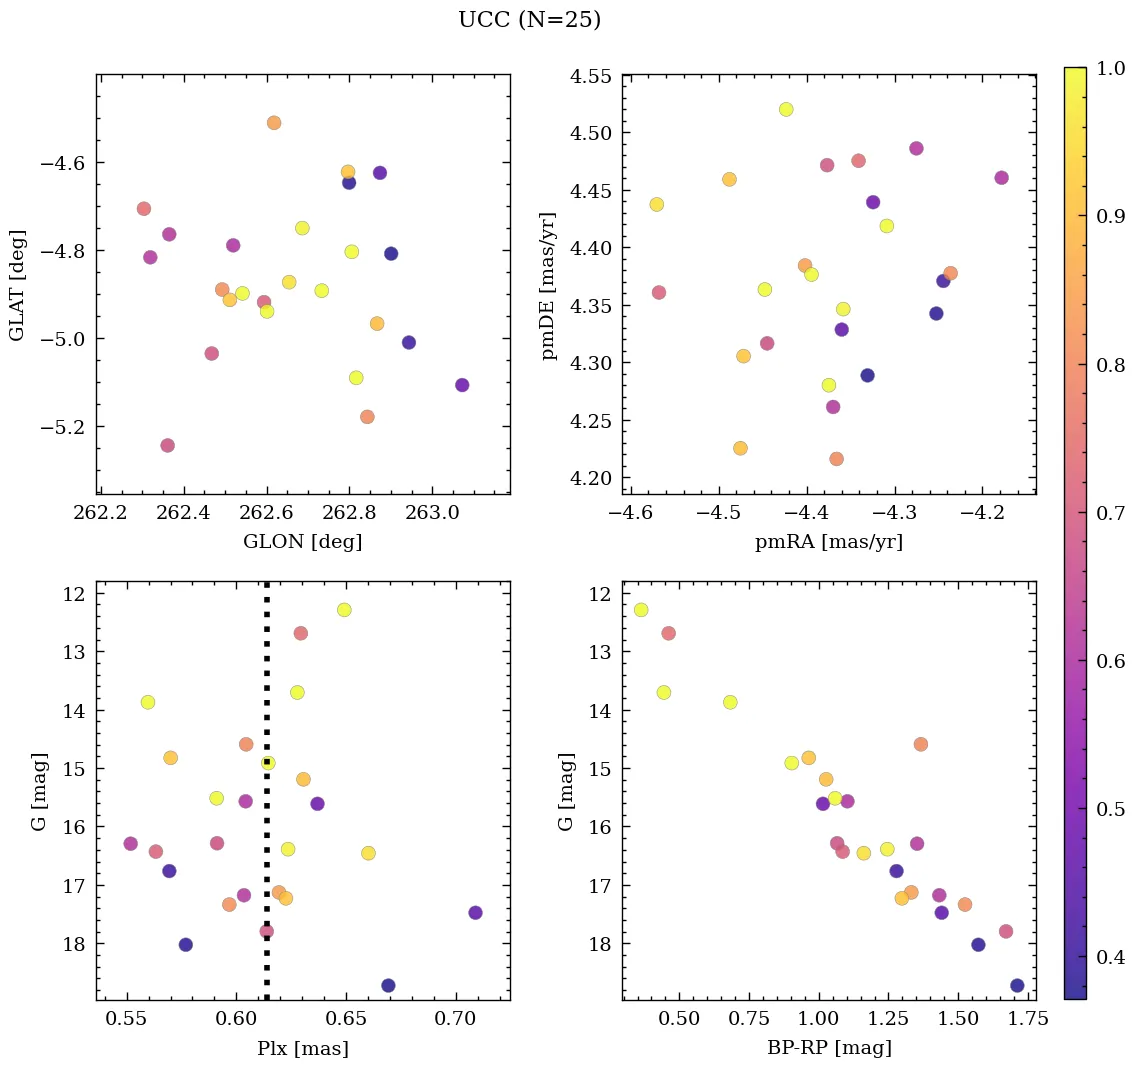 UCC (N=25)
−4.6
−4.8
−5.0
−5.2
GLAT [deg]
262.2 262.4 262.6 262.8 263.0
GLON [deg]
4.55
4.50
4.45
4.40
4.35
4.30
4.25
4.20
pmDE [mas/yr]
−4.6 −4.5 −4.4 −4.3 −4.2
pmRA [mas/yr]
12
13
14
15
16
17
18
G [mag]
0.55 0.60 0.65 0.70
Plx [mas]
12
13
14
15
16
17
18
G [mag]
0.50 0.75 1.00 1.25 1.50 1.75
BP-RP [mag]
1.0
0.9
0.8
0.7
0.6
0.5
0.4